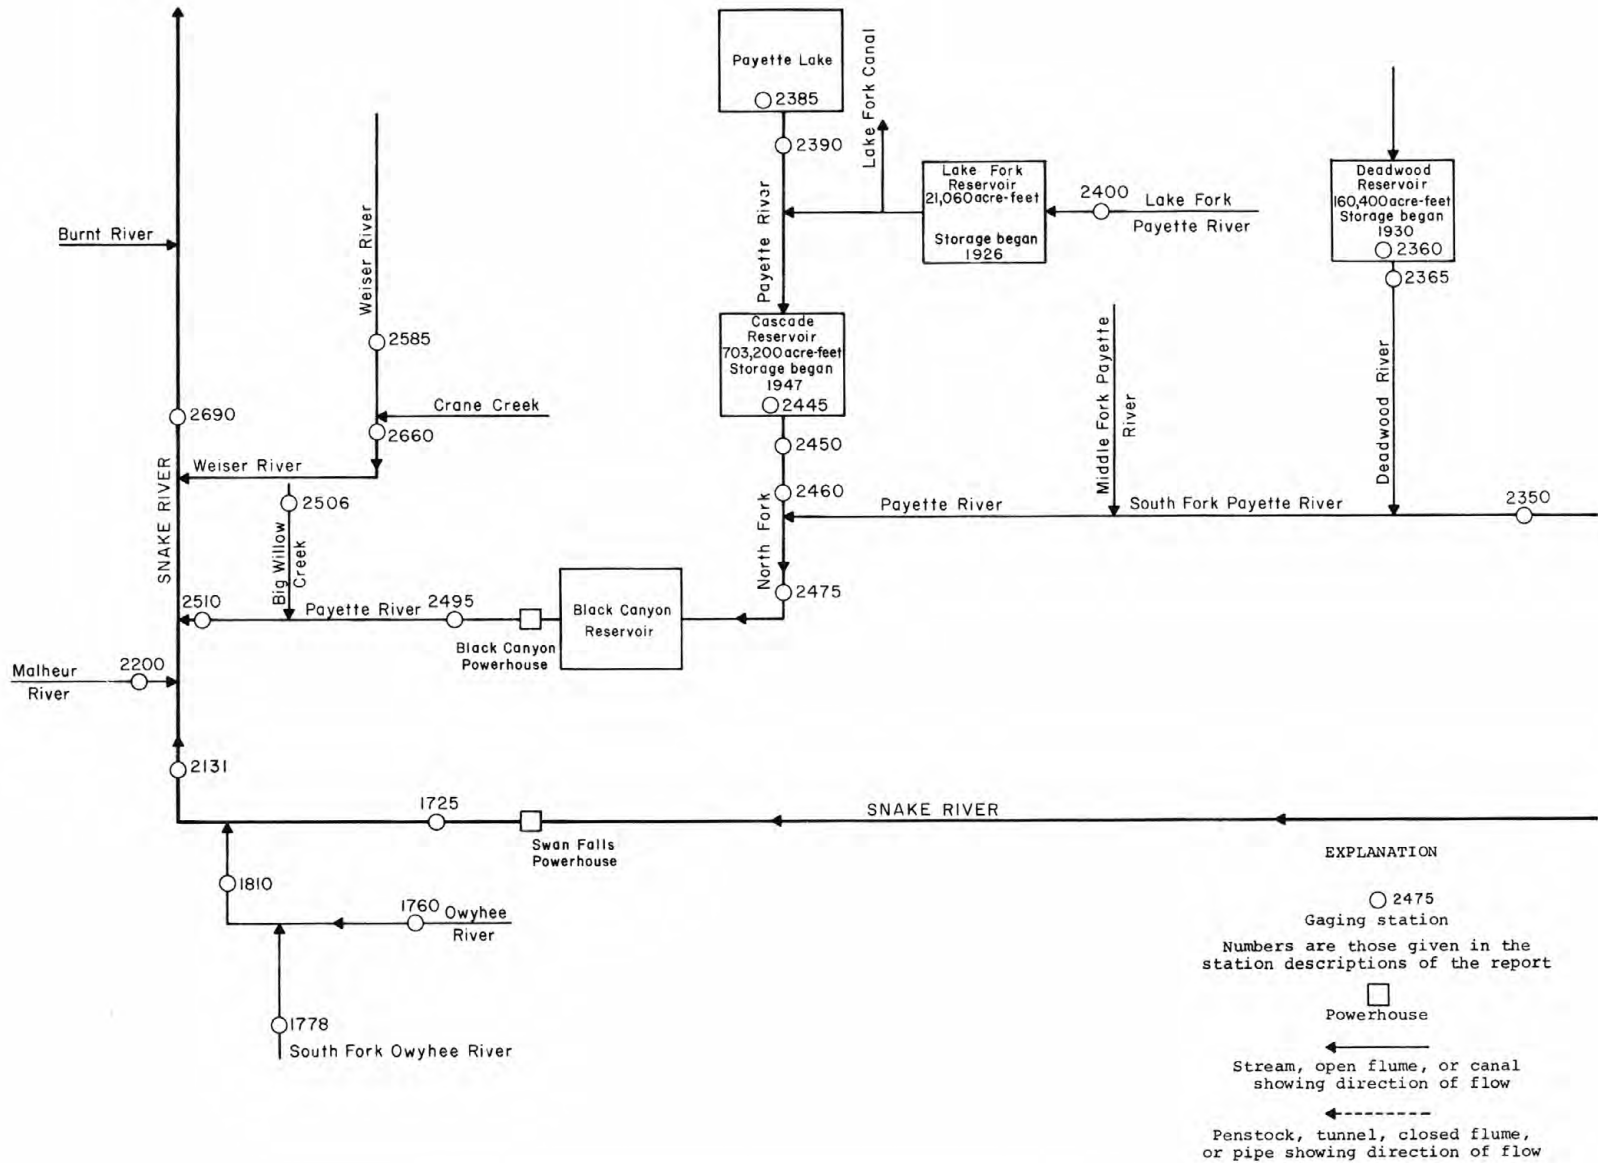 Payette Lake
2385
Lake Fork Canal
2390
Payette River
Lake Fork
Reservoir
21,060 acre-feet
Storage began
1926
2400
Lake Fork
Payette River
Deadwood
Reservoir
160,400 acre-feet
Storage began
1930
2360
2365
Deadwood River
Burnt River
Weiser River
2585
Crane Creek
2660
2690
Weiser River
SNAKE RIVER
2506
Big Willow
Creek
Cascade
Reservoir
703,200 acre-feet
Storage began
1947
2445
2450
2460
North Fork
Payette River
Middle Fork Payette
River
South Fork Payette River
2350
2475
2510
Payette River
2495
Black Canyon
Powerhouse
Black Canyon
Reservoir
Malheur
River
2200
2131
1725
Swan Falls
Powerhouse
SNAKE RIVER
1810
1760
Owyhee
River
1778
South Fork Owyhee River
EXPLANATION
2475
Gaging station
Numbers are those given in the
station descriptions of the report
Powerhouse
Stream, open flume, or canal
showing direction of flow
Penstock, tunnel, closed flume,
or pipe showing direction of flow